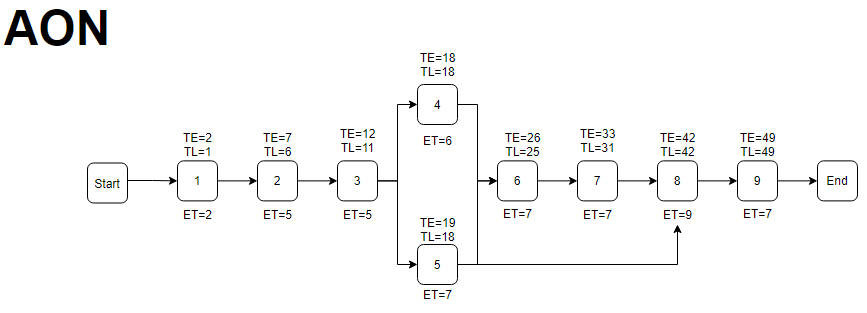 AON
TE=18
TL=18
4
ET=6
TE=2
TL=1
TE=7
TL=6
TE=12
TL=11
TE=26
TL=25
TE=33
TL=31
TE=42
TL=42
TE=49
TL=49
Start
1
2
3
6
7
8
9
End
ET=2
ET=5
ET=5
ET=7
ET=7
ET=9
ET=7
TE=19
TL=18
5
ET=7